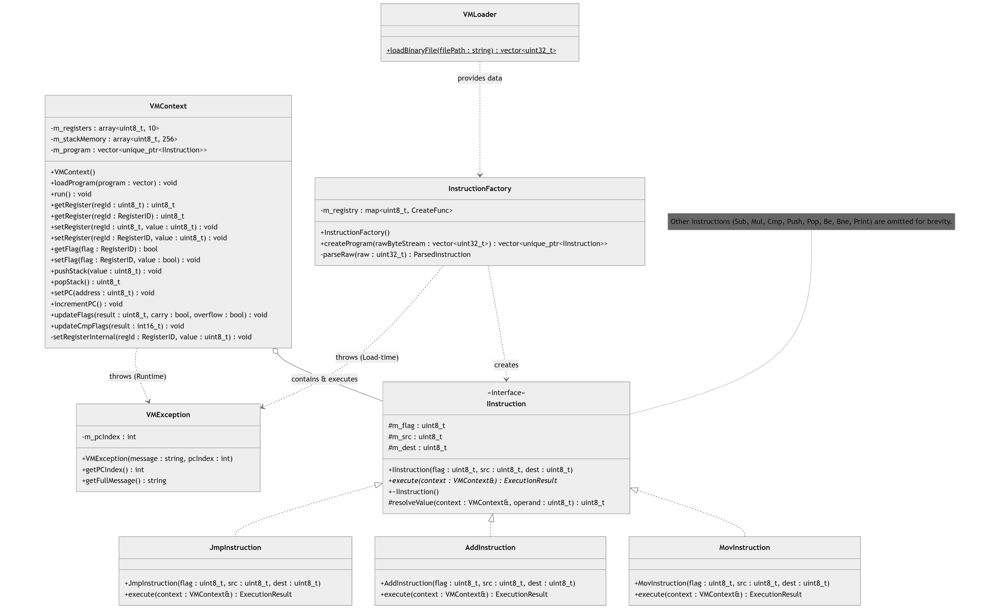 VMLoader
+loadBinaryFile(filePath : string) : vector<uint32_t>
provides data
VMContext
-m_registers : array<uint8_t, 10>
-m_stackMemory : array<uint8_t, 256>
-m_program : vector<unique_ptr<IInstruction>>
+VMContext()
+loadProgram(program : vector) : void
+run() : void
+getRegister(regId : uint8_t) : uint8_t
+getRegister(regId : RegisterID) : uint8_t
+setRegister(regId : uint8_t, value : uint8_t) : void
+setRegister(regId : RegisterID, value : uint8_t) : void
+getFlag(flag : RegisterID) : bool
+setFlag(flag : RegisterID, value : bool) : void
+pushStack(value : uint8_t) : void
+popStack() : uint8_t
+setPC(address : uint8_t) : void
+incrementPC() : void
+updateFlags(result : uint8_t, carry : bool, overflow : bool) : void
+updateCmpFlags(result : int16_t) : void
-setRegisterInternal(regId : RegisterID, value : uint8_t) : void
InstructionFactory
-m_registry : map<uint8_t, CreateFunc>
+InstructionFactory()
+createProgram(rawByteStream : vector<uint32_t>) : vector<unique_ptr<IInstruction>>
-parseRaw(raw : uint32_t) : ParsedInstruction
Other instructions (Sub, Mul, Cmp, Push, Pop, Be, Bne, Print) are omitted for brevity.
throws (Load-time)
creates
throws (Runtime)
contains & executes
VMException
-m_pcIndex : int
+VMException(message : string, pcIndex : int)
+getPCIndex() : int
+getFullMessage() : string
«interface»
IInstruction
#m_flag : uint8_t
#m_src : uint8_t
#m_dest : uint8_t
+IInstruction(flag : uint8_t, src : uint8_t, dest : uint8_t)
+execute(context : VMContext&) : ExecutionResult
+~IInstruction()
#resolveValue(context : VMContext&, operand : uint8_t) : uint8_t
JmpInstruction
+JmpInstruction(flag : uint8_t, src : uint8_t, dest : uint8_t)
+execute(context : VMContext&) : ExecutionResult
AddInstruction
+AddInstruction(flag : uint8_t, src : uint8_t, dest : uint8_t)
+execute(context : VMContext&) : ExecutionResult
MovInstruction
+MovInstruction(flag : uint8_t, src : uint8_t, dest : uint8_t)
+execute(context : VMContext&) : ExecutionResult